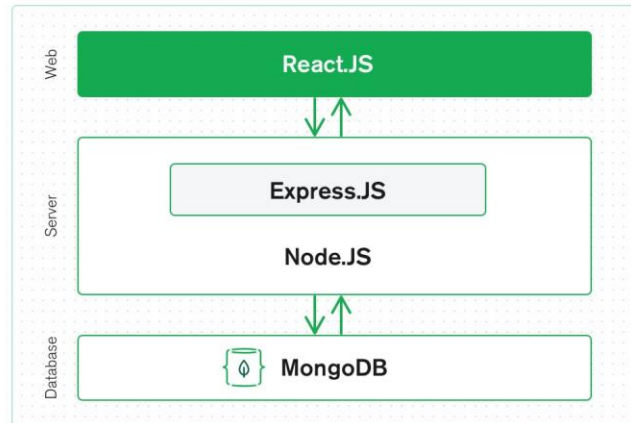 Web
React.JS
Server
Express.JS
Node.JS
Database
MongoDB